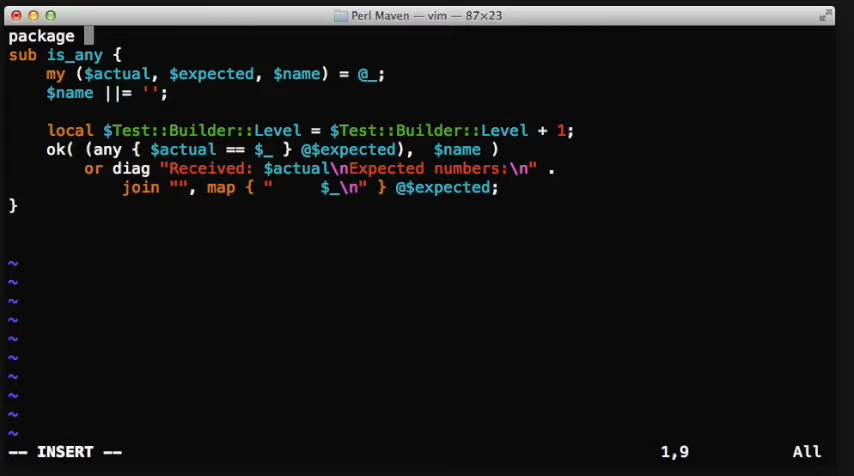 Perl Maven — vim — 87×23
package
sub is_any {
    my ($actual, $expected, $name) = @_;
    $name ||= '';

    local $Test::Builder::Level = $Test::Builder::Level + 1;
    ok( (any { $actual == $_ } @$expected),  $name )
        or diag "Received: $actual\nExpected numbers:\n" .
            join "", map { "     $_\n" } @$expected;
}


~
~
~
~
~
~
~
~
~
~
-- INSERT --                                                         1,9           All